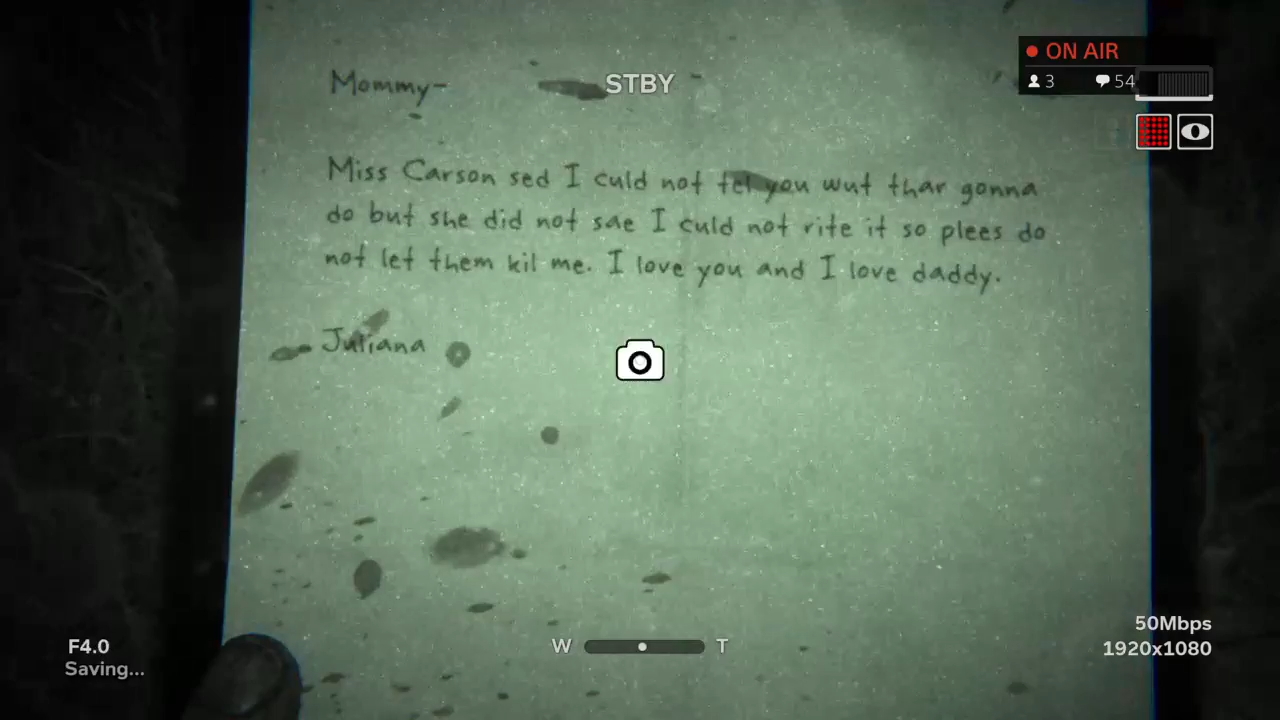 Mommy-
STBY
ON AIR
3 54
Miss Carson sed I culd not tel you wut thar gonna
do but she did not sae I culd not rite it so plees do
not let them kil me. I love you and I love daddy.
Juliana
F4.0
Saving...
W T
50Mbps
1920x1080